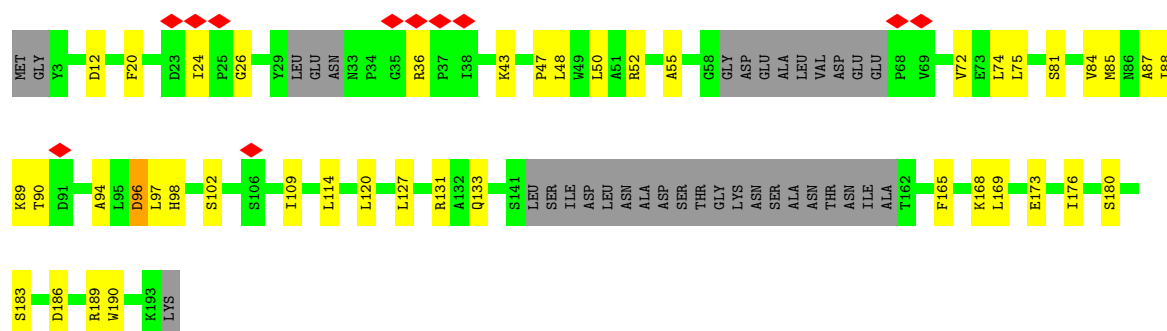 MET GLY Y3 D12 F20 D23 I24 P25 G26 Y29 LEU GLU ASN N33 P34 G35 R36 P37 I38 K43 P47 L48 W49 L50 A51 R52 A55 G58 GLY ASP GLU ALA LEU VAL ASP GLU GLU P68 V69 V72 E73 L74 L75 S81 V84 M85 N86 A87 I88
K89 T90 D91 A94 L95 D96 L97 H98 S102 S106 I109 L114 L120 L127 R131 A132 Q133 S141 LEU SER ILE ASP LEU ASN ALA ASP SER THR GLY LYS ASN SER ALA ASN THR ASN ILE ALA T162 F165 K168 L169 E173 I176 S180
S183 D186 R189 W190 K193 LYS